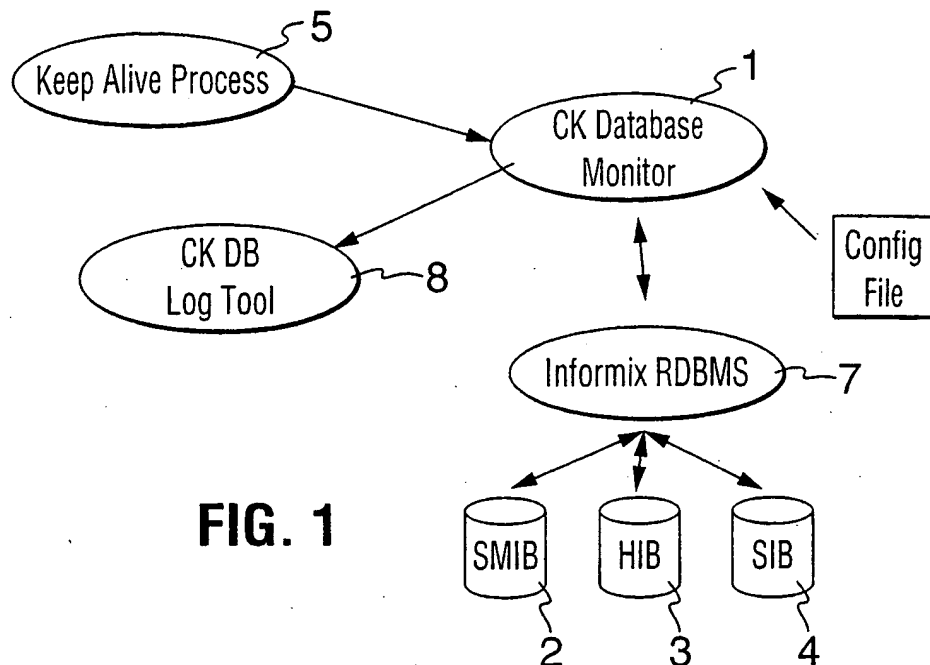 5
Keep Alive Process
1
CK Database
Monitor
CK DB
Log Tool
8
Config
File
Informix RDBMS
7
FIG. 1
SMIB
HIB
SIB
2
3
4